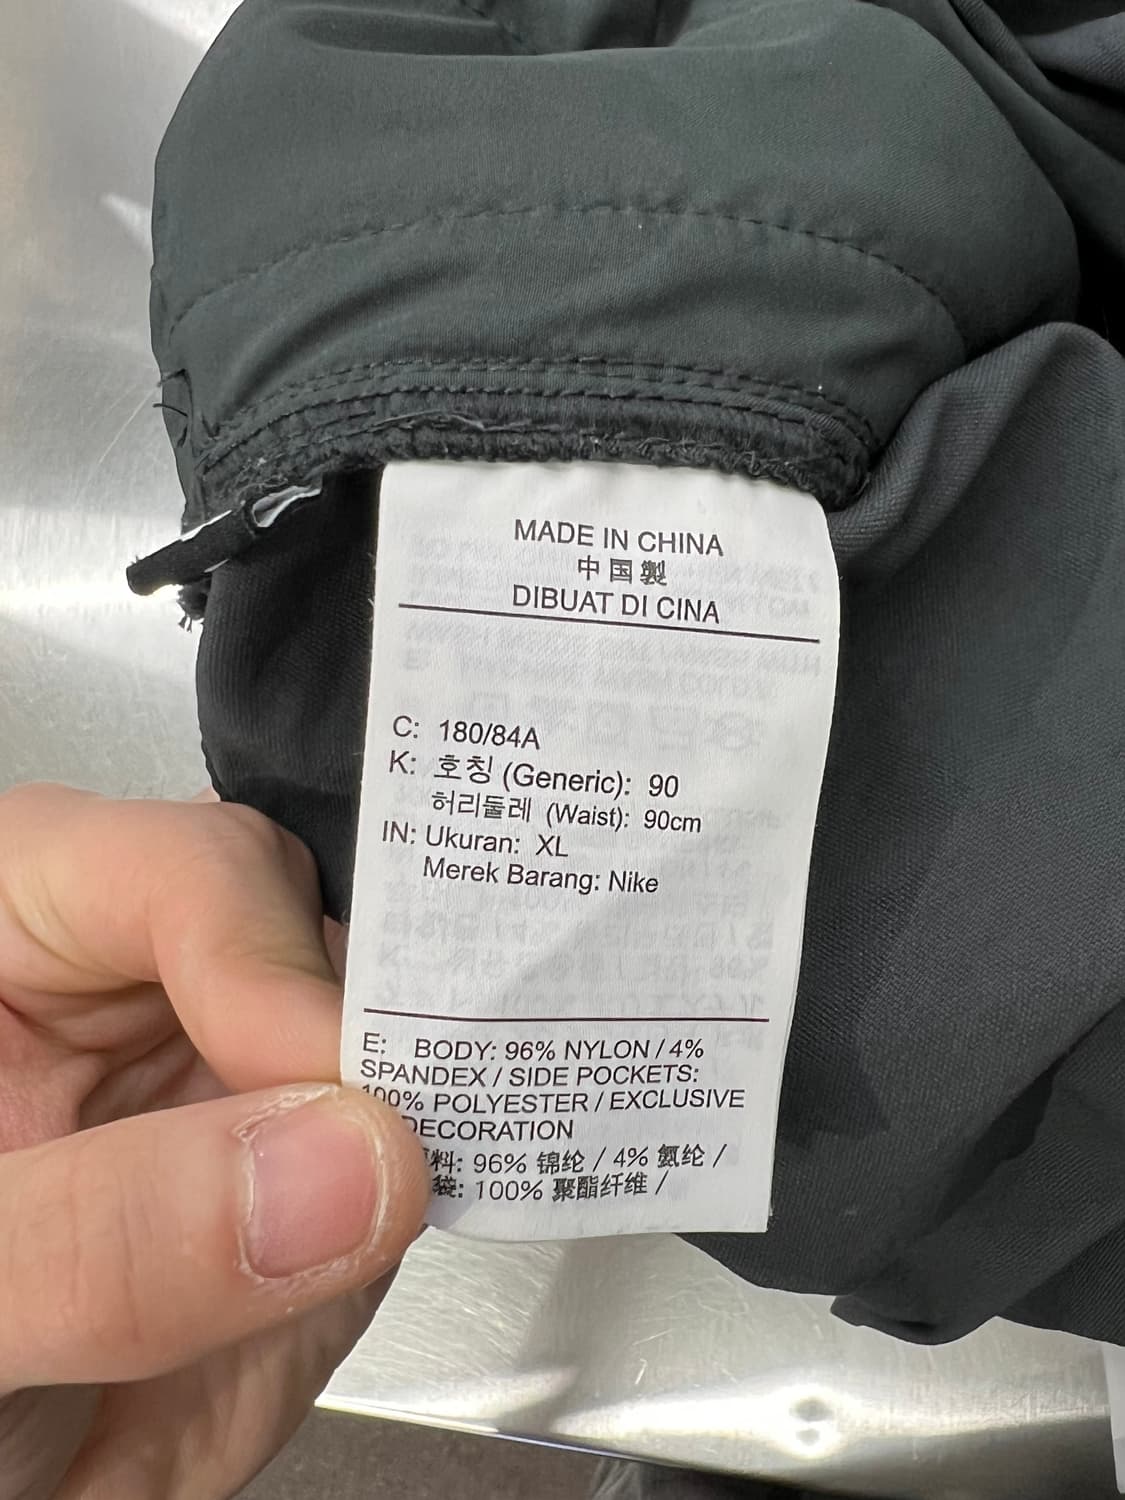 MADE IN CHINA
中国製
DIBUAT DI CINA
C: 180/84A
K: 호칭 (Generic): 90
허리둘레 (Waist): 90cm
IN: Ukuran: XL
Merek Barang: Nike
E: BODY: 96% NYLON / 4%
SPANDEX / SIDE POCKETS:
100% POLYESTER / EXCLUSIVE
DECORATION
料: 96% 锦纶 / 4% 氨纶 /
袋: 100% 聚酯纤维 /